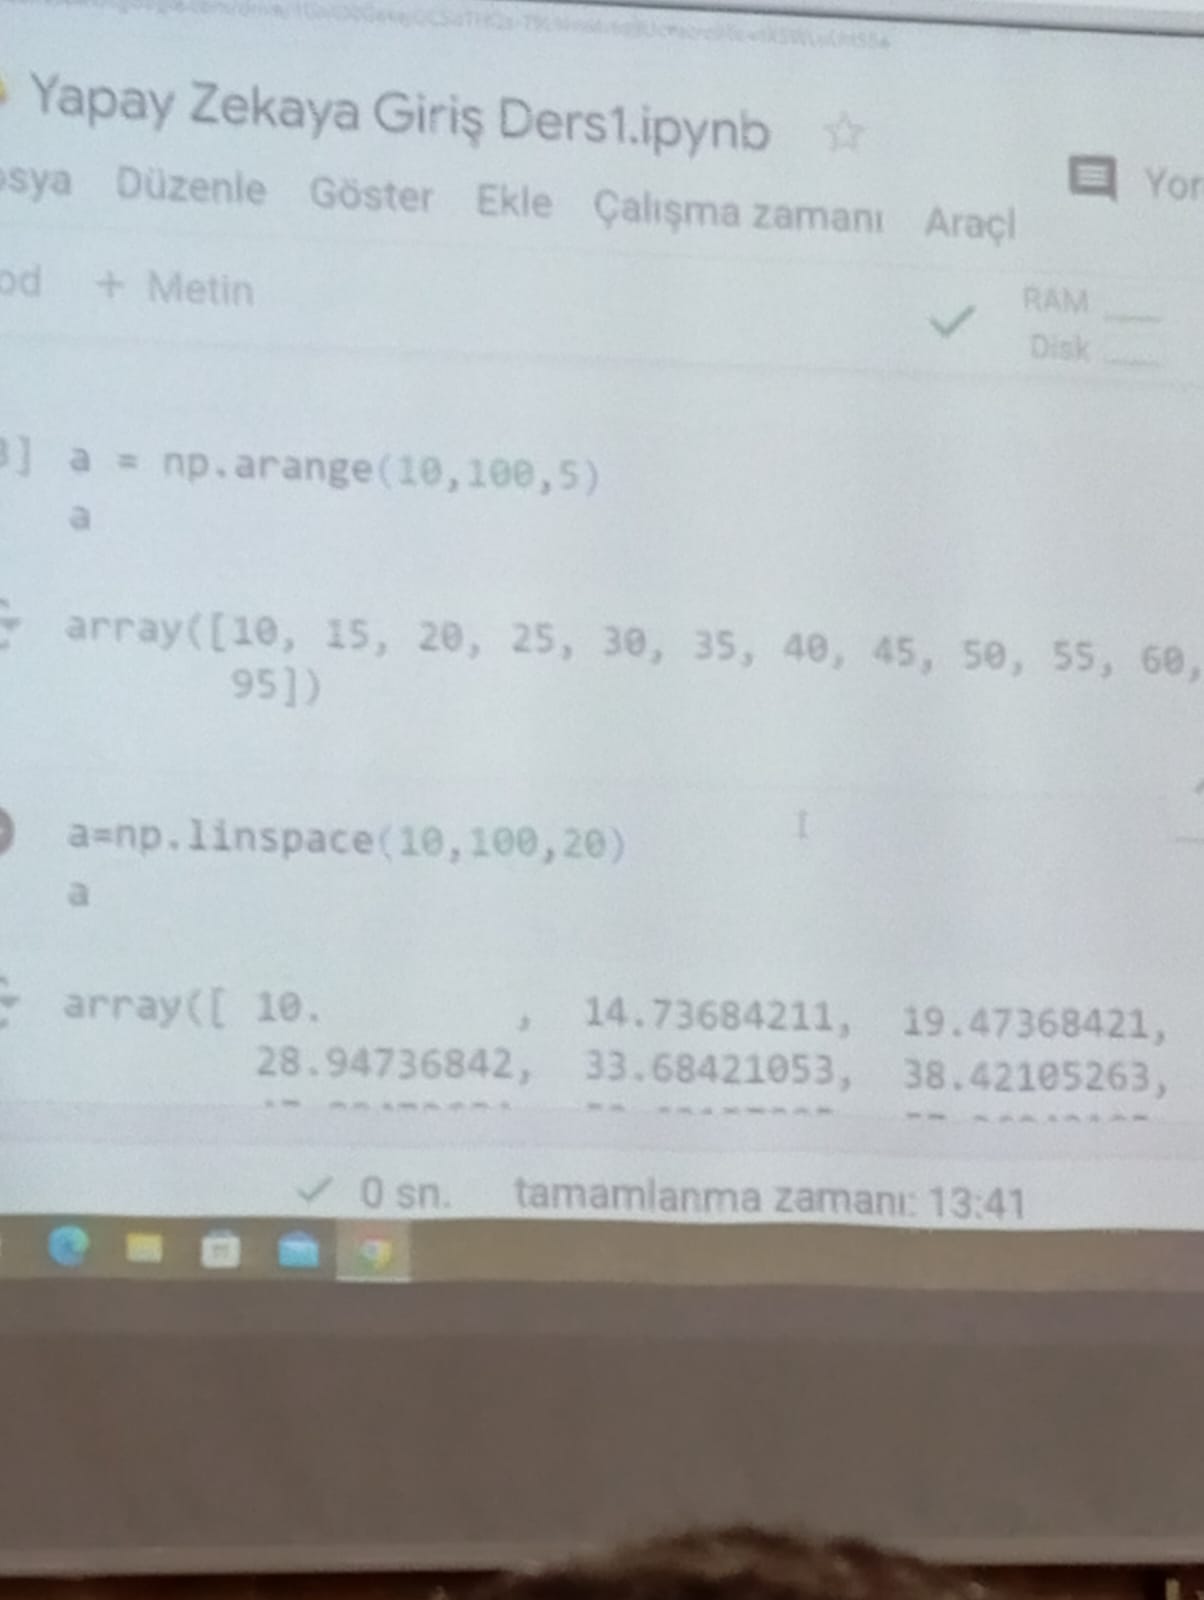 Yapay Zekaya Giriş Ders1.ipynb
osya Düzenle Göster Ekle Çalışma zamanı Araçl
Yor
od + Metin
RAM
Disk
3] a = np.arange(10,100,5)
a
array([10, 15, 20, 25, 30, 35, 40, 45, 50, 55, 60,
95])
a=np.linspace(10,100,20)
a
array([ 10. , 14.73684211, 19.47368421,
28.94736842, 33.68421053, 38.42105263,
0 sn. tamamlanma zamanı: 13:41